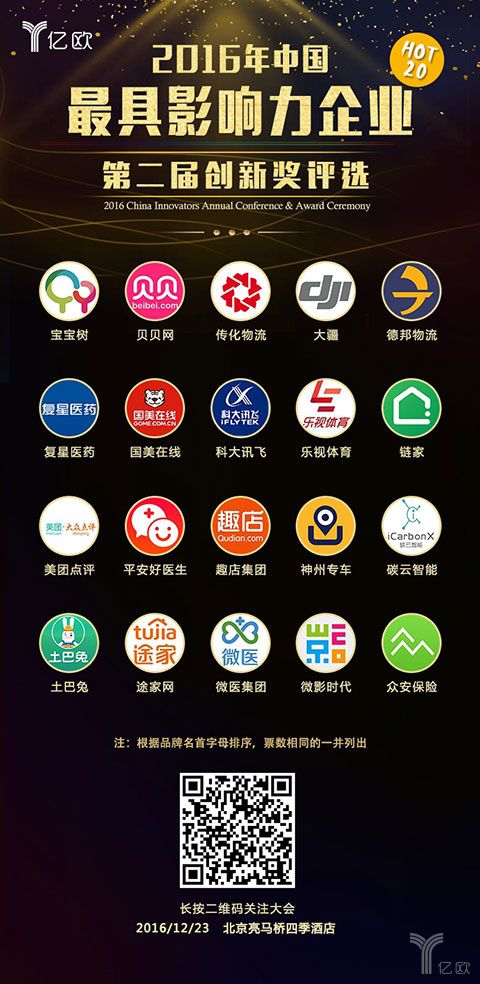 亿欧
HOT
20
2016年中国
最具影响力企业
第二届创新奖评选
2016 China Innovators Annual Conference & Award Ceremony
贝贝
beibei.com
dji
宝宝树 贝贝网 传化物流 大疆 德邦物流
复星医药 国美在线 科大讯飞 乐视体育
GOME.COM.CN iFLYTEK
复星医药 国美在线 科大讯飞 乐视体育 链家
美团·大众点评 趣店 iCarbonX
meituan dianping Qudian.com 碳云智能
美团点评 平安好医生 趣店集团 神州专车 碳云智能
tujia
土巴兔 途家 微医
土巴兔 途家网 微医集团 微影时代 众安保险
注：根据品牌名首字母排序，票数相同的一并列出
长按二维码关注大会
2016/12/23 北京亮马桥四季酒店
亿欧